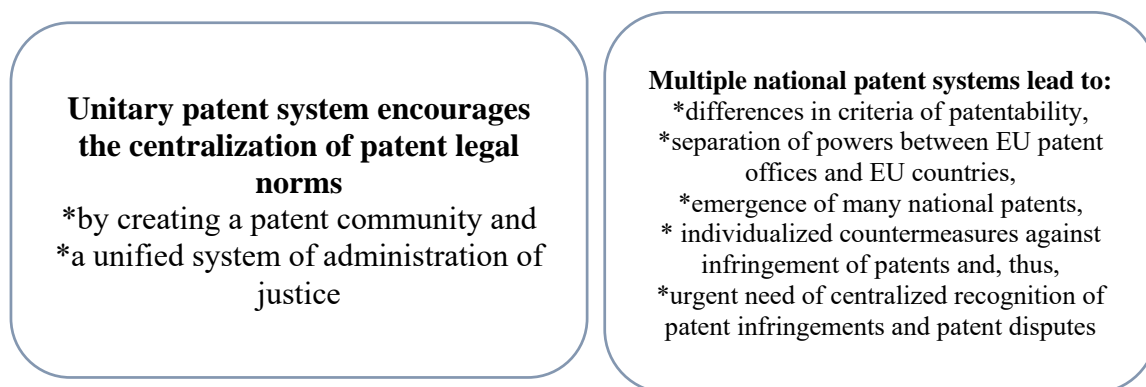 Unitary patent system encourages
the centralization of patent legal
norms
*by creating a patent community and
*a unified system of administration of
justice
Multiple national patent systems lead to:
*differences in criteria of patentability,
*separation of powers between EU patent
offices and EU countries,
*emergence of many national patents,
* individualized countermeasures against
infringement of patents and, thus,
*urgent need of centralized recognition of
patent infringements and patent disputes